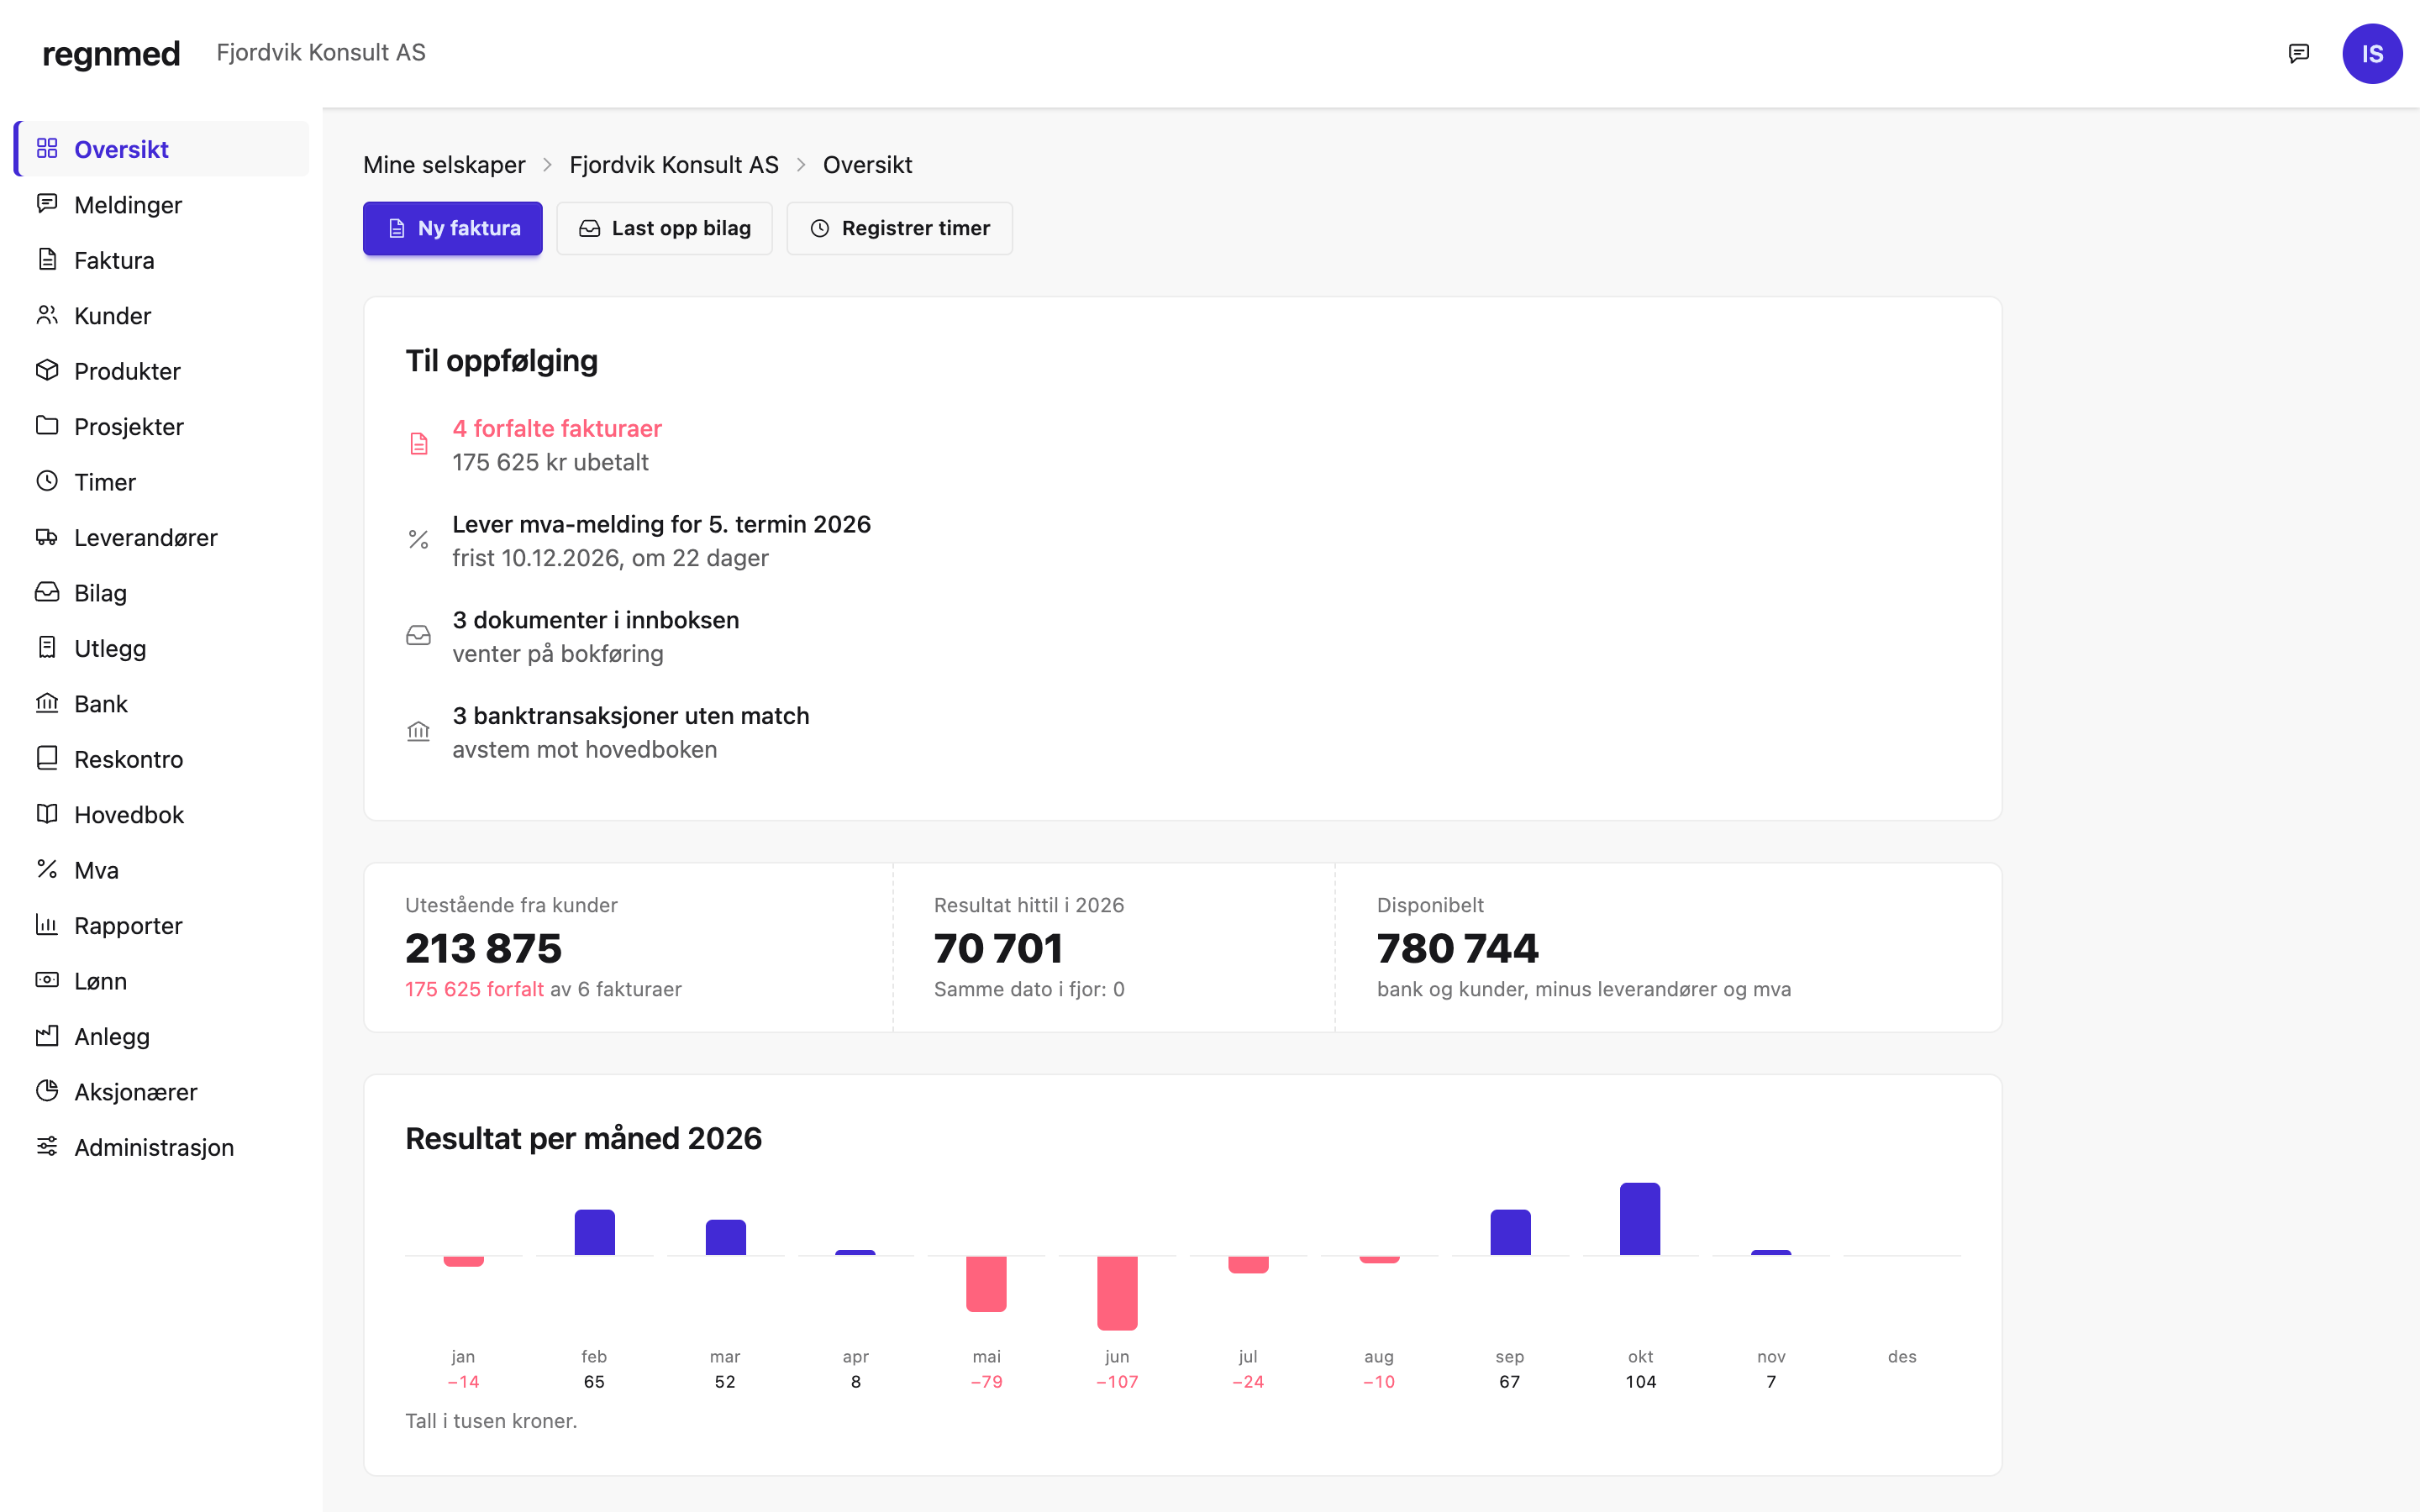 regnmed
Fjordvik Konsult AS
IS
Oversikt
Meldinger
Faktura
Kunder
Produkter
Prosjekter
Timer
Leverandører
Bilag
Utlegg
Bank
Reskontro
Hovedbok
Mva
Rapporter
Lønn
Anlegg
Aksjonærer
Administrasjon
Mine selskaper > Fjordvik Konsult AS > Oversikt
Ny faktura
Last opp bilag
Registrer timer
Til oppfølging
4 forfalte fakturaer
175 625 kr ubetalt
Lever mva-melding for 5. termin 2026
frist 10.12.2026, om 22 dager
3 dokumenter i innboksen
venter på bokføring
3 banktransaksjoner uten match
avstem mot hovedboken
Utestående fra kunder
213 875
175 625 forfalt av 6 fakturaer
Resultat hittil i 2026
70 701
Samme dato i fjor: 0
Disponibelt
780 744
bank og kunder, minus leverandører og mva
Resultat per måned 2026
jan feb mar apr mai jun jul aug sep okt nov des
−14 65 52 8 −79 −107 −24 −10 67 104 7
Tall i tusen kroner.